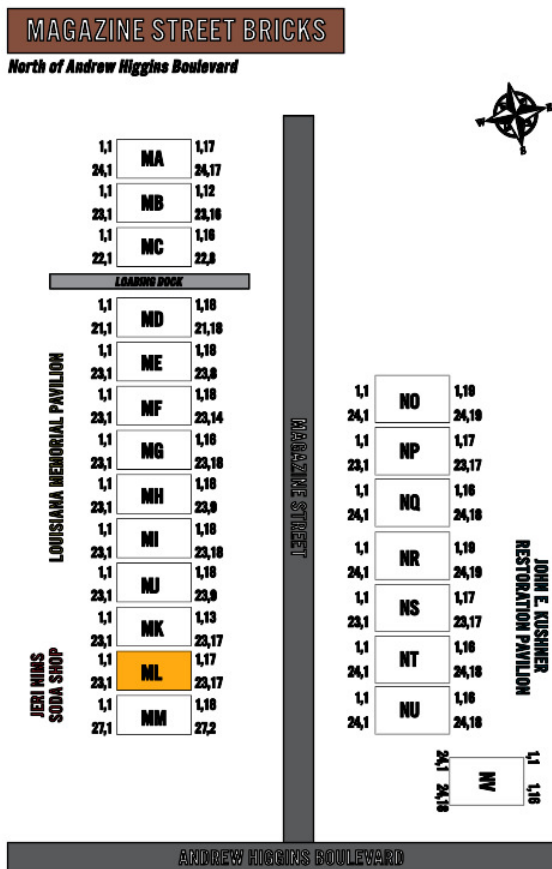 MAGAZINE STREET BRICKS
North of Andrew Higgins Boulevard
N
E
S
W
1,1 MA 1,17
24,1 24,17
1,1 MB 1,12
23,1 23,16
1,1 MC 1,16
22,1 22,8
LOADING DOCK
1,1 MD 1,18
21,1 21,18
1,1 ME 1,18
23,1 23,8
1,1 MF 1,18
23,1 23,14
1,1 MG 1,16
23,1 23,18
1,1 MH 1,18
23,1 23,9
1,1 MI 1,18
23,1 23,18
1,1 MJ 1,18
23,1 23,9
1,1 MK 1,13
23,1 23,17
1,1 ML 1,17
23,1 23,17
1,1 MM 1,18
27,1 27,2
LOUISIANA MEMORIAL PAVILION
JERI NIMS
SODA SHOP
MAGAZINE STREET
1,1 NO 1,19
24,1 24,19
1,1 NP 1,17
23,1 23,17
1,1 NQ 1,16
24,1 24,18
1,1 NR 1,19
24,1 24,19
1,1 NS 1,17
23,1 23,17
1,1 NT 1,16
24,1 24,18
1,1 NU 1,16
24,1 24,18
JOHN E. KUSHNER
RESTORATION PAVILION
1,1 NV 1,16
24,1 24,18
ANDREW HIGGINS BOULEVARD